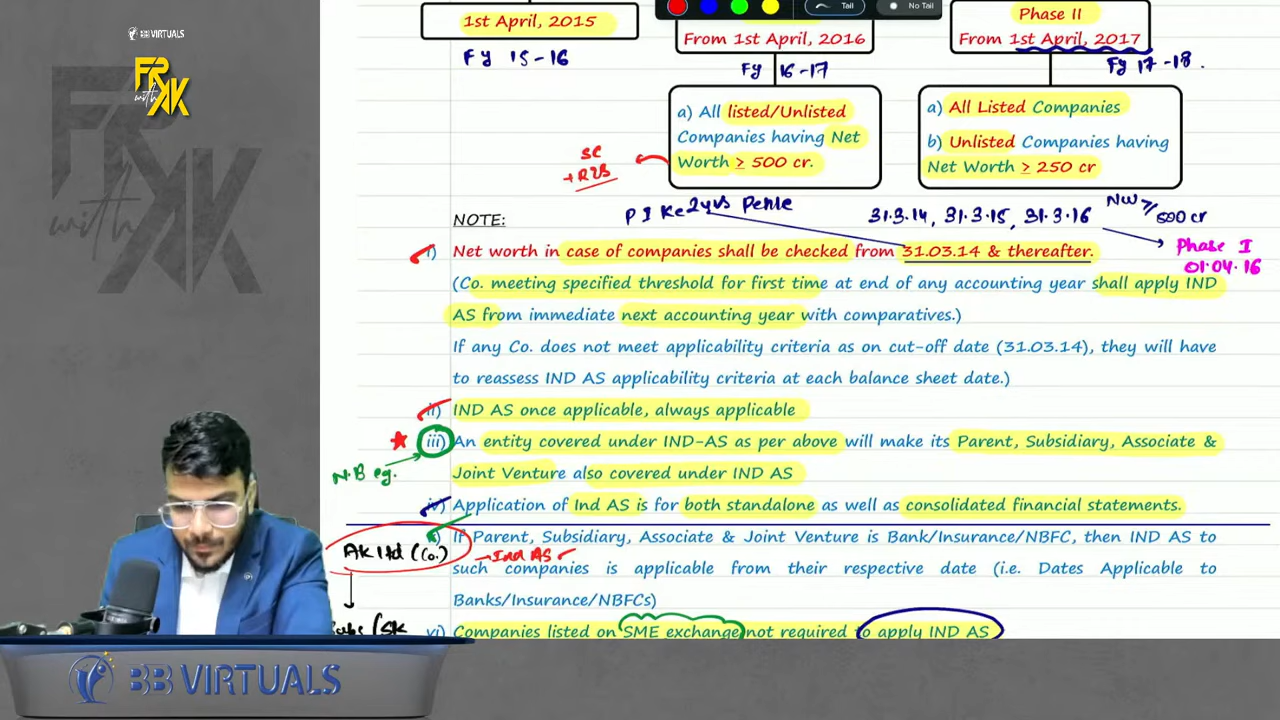 BB VIRTUALS
FR
with AK
Tail
No Tail
1st April, 2015
From 1st April, 2016
Phase II
From 1st April, 2017
FY 15-16
FY 16-17
FY 17-18.
a) All listed/Unlisted
Companies having Net
Worth ≥ 500 cr.
a) All Listed Companies
b) Unlisted Companies having
Net Worth ≥ 250 cr
SC
+R&S
NOTE:
31.3.14, 31.3.15, 31.3.16
NW ≥
500 cr
Phase I
01.04.16
i) Net worth in case of companies shall be checked from 31.03.14 & thereafter.
(Co. meeting specified threshold for first time at end of any accounting year shall apply IND
AS from immediate next accounting year with comparatives.)
If any Co. does not meet applicability criteria as on cut-off date (31.03.14), they will have
to reassess IND AS applicability criteria at each balance sheet date.)
ii) IND AS once applicable, always applicable
iii) An entity covered under IND-AS as per above will make its Parent, Subsidiary, Associate &
Joint Venture also covered under IND AS
N.B eg.
iv) Application of Ind AS is for both standalone as well as consolidated financial statements.
v) If Parent, Subsidiary, Associate & Joint Venture is Bank/Insurance/NBFC, then IND AS to
AK ltd (Co.)
Ind AS
such companies is applicable from their respective date (i.e. Dates Applicable to
Banks/Insurance/NBFCs)
vi) Companies listed on SME exchange not required to apply IND AS
BB VIRTUALS